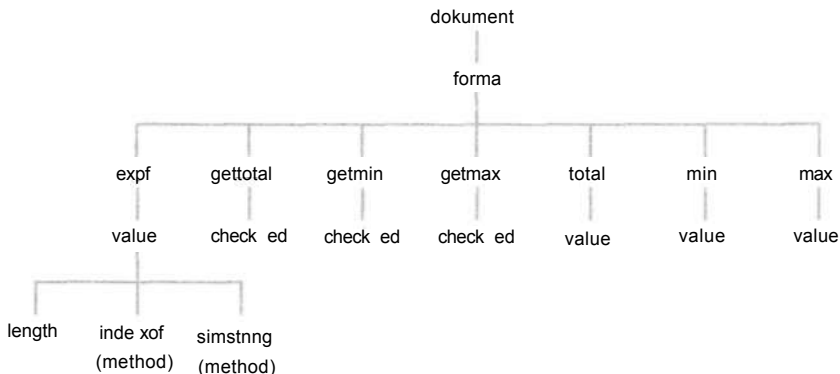 dokument
forma
expf gettotal getmin getmax total min max
value check ed check ed check ed value value value
length inde xof simstnng
(method) (method)